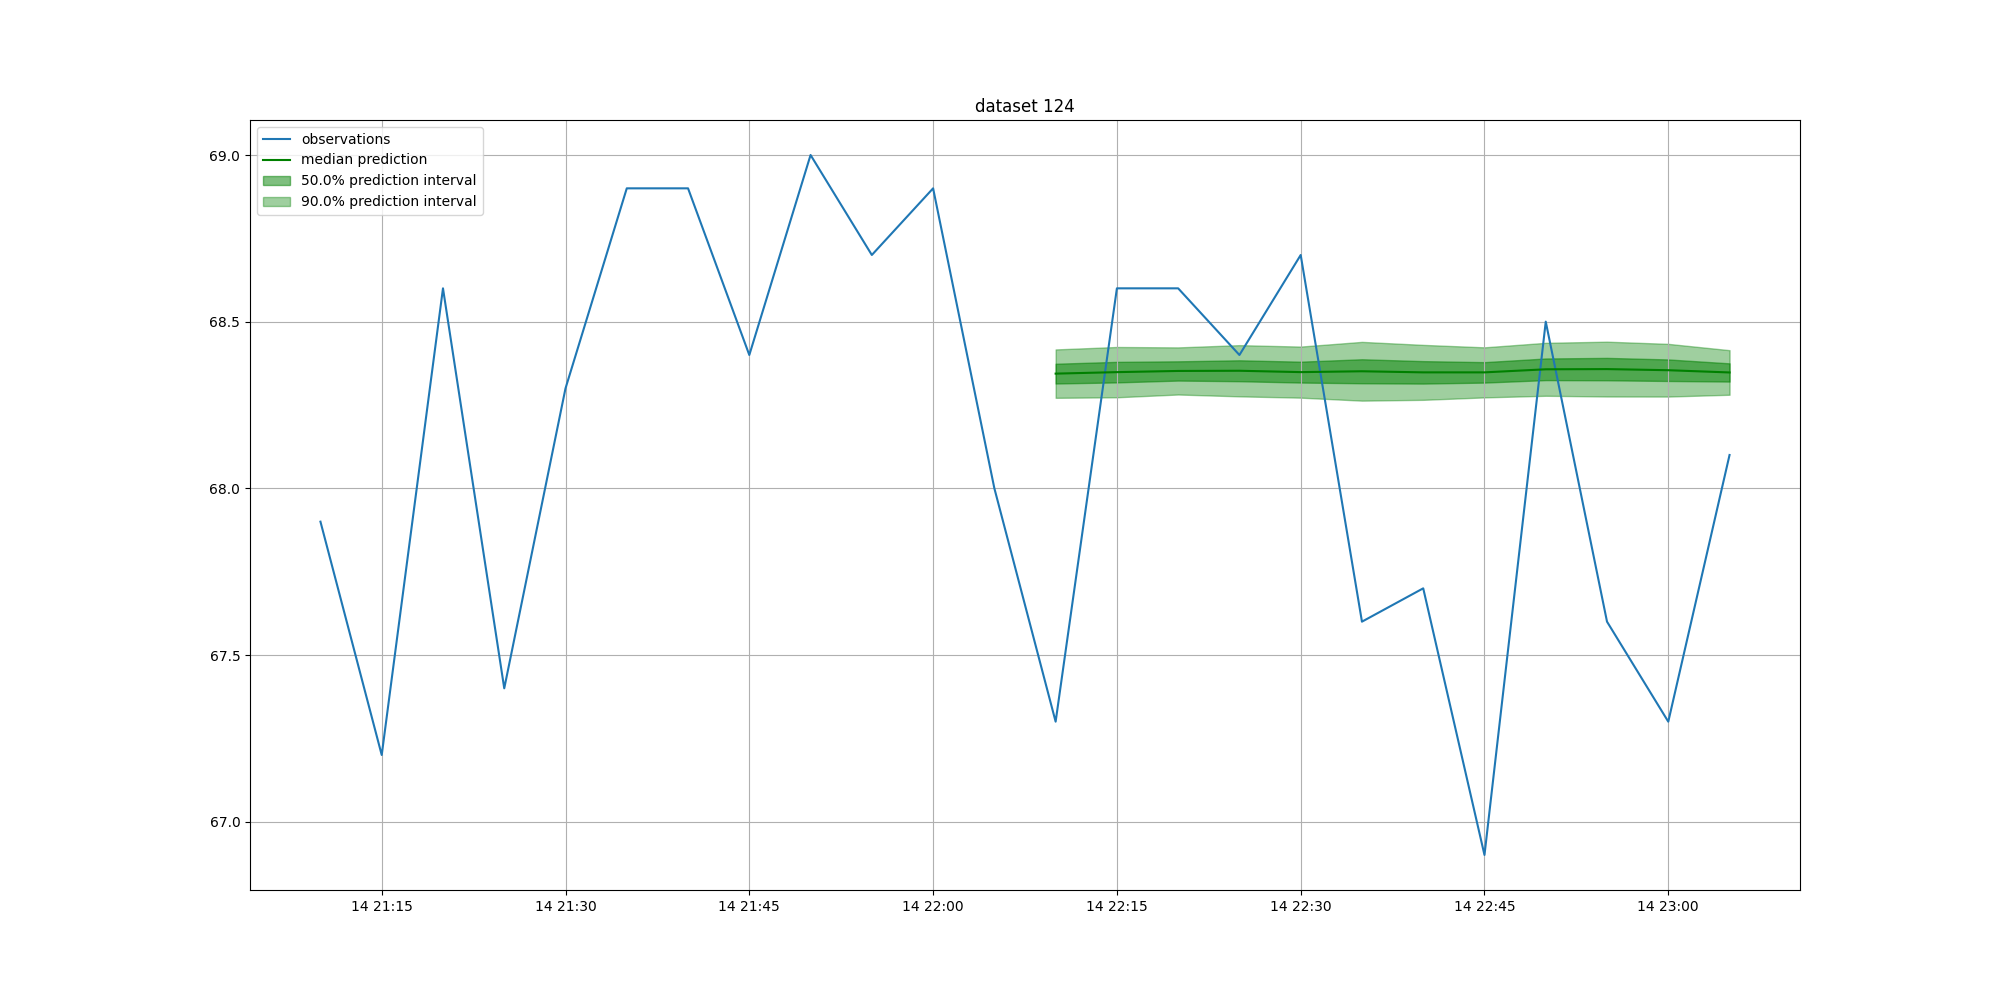 dataset 124
observations
median prediction
50.0% prediction interval
90.0% prediction interval
69.0
68.5
68.0
67.5
67.0
14 21:15
14 21:30
14 21:45
14 22:00
14 22:15
14 22:30
14 22:45
14 23:00